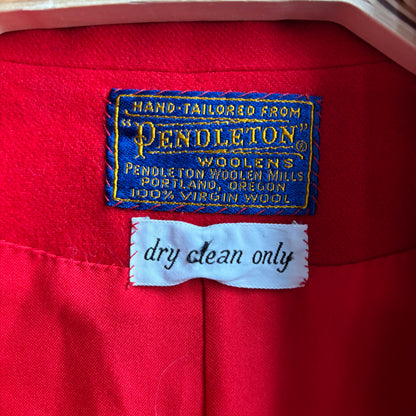 HAND-TAILORED FROM
"PENDLETON"®
WOOLENS
PENDLETON WOOLEN MILLS
PORTLAND, OREGON
100% VIRGIN WOOL
dry clean only